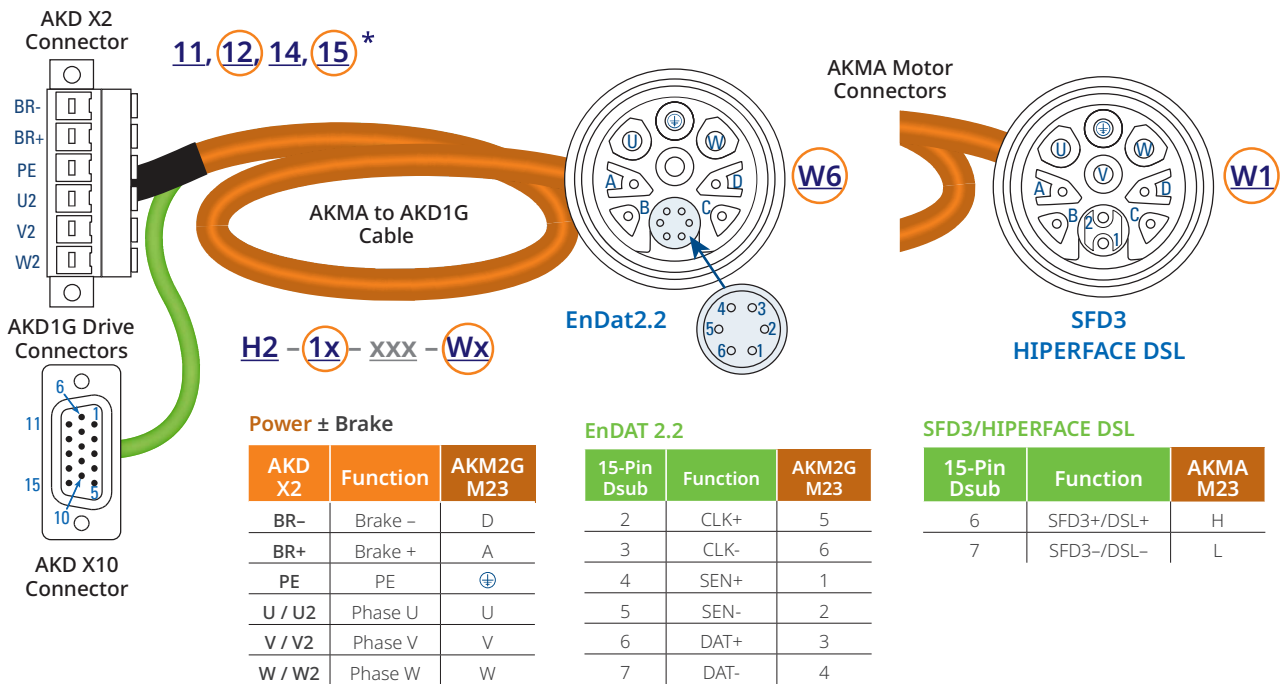 AKD X2
Connector
11, 12, 14, 15 *
BR-
BR+
PE
U2
V2
W2
AKMA to AKD1G
Cable
U
W
A
D
B
C
W6
AKMA Motor
Connectors
U
W
V
A
D
B
C
2
1
W1
EnDat2.2
4
3
5
2
6
1
SFD3
HIPERFACE DSL
AKD1G Drive
Connectors
H2 – 1x – xxx – Wx
6
1
11
15
5
10
AKD X10
Connector
Power ± Brake
AKD X2 Function AKM2G M23
BR– Brake – D
BR+ Brake + A
PE PE
U / U2 Phase U U
V / V2 Phase V V
W / W2 Phase W W
EnDAT 2.2
15-Pin Dsub Function AKM2G M23
2 CLK+ 5
3 CLK- 6
4 SEN+ 1
5 SEN- 2
6 DAT+ 3
7 DAT- 4
SFD3/HIPERFACE DSL
15-Pin Dsub Function AKMA M23
6 SFD3+/DSL+ H
7 SFD3–/DSL– L